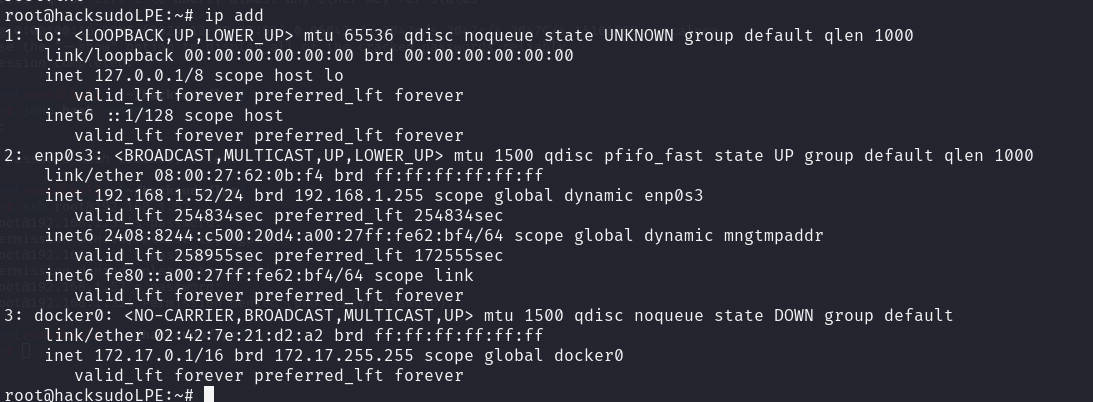 root@hacksudoLPE:~# ip add
1: lo: <LOOPBACK,UP,LOWER_UP> mtu 65536 qdisc noqueue state UNKNOWN group default qlen 1000
    link/loopback 00:00:00:00:00:00 brd 00:00:00:00:00:00
    inet 127.0.0.1/8 scope host lo
       valid_lft forever preferred_lft forever
    inet6 ::1/128 scope host
       valid_lft forever preferred_lft forever
2: enp0s3: <BROADCAST,MULTICAST,UP,LOWER_UP> mtu 1500 qdisc pfifo_fast state UP group default qlen 1000
    link/ether 08:00:27:62:0b:f4 brd ff:ff:ff:ff:ff:ff
    inet 192.168.1.52/24 brd 192.168.1.255 scope global dynamic enp0s3
       valid_lft 254834sec preferred_lft 254834sec
    inet6 2408:8244:c500:20d4:a00:27ff:fe62:bf4/64 scope global dynamic mngtmpaddr
       valid_lft 258955sec preferred_lft 172555sec
    inet6 fe80::a00:27ff:fe62:bf4/64 scope link
       valid_lft forever preferred_lft forever
3: docker0: <NO-CARRIER,BROADCAST,MULTICAST,UP> mtu 1500 qdisc noqueue state DOWN group default
    link/ether 02:42:7e:21:d2:a2 brd ff:ff:ff:ff:ff:ff
    inet 172.17.0.1/16 brd 172.17.255.255 scope global docker0
       valid_lft forever preferred_lft forever
root@hacksudoLPE:~#